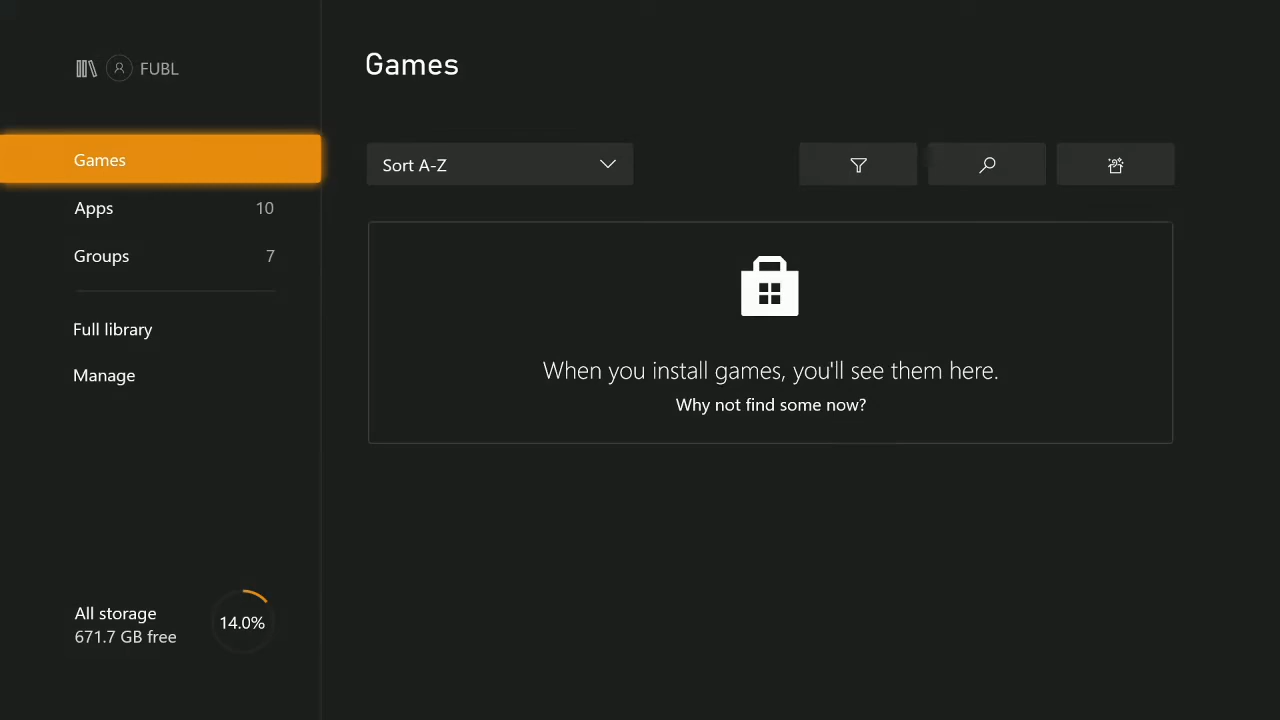 FUBL
Games
Games
Apps 10
Groups 7
Full library
Manage
All storage
671.7 GB free
14.0%
Sort A-Z
When you install games, you'll see them here.
Why not find some now?